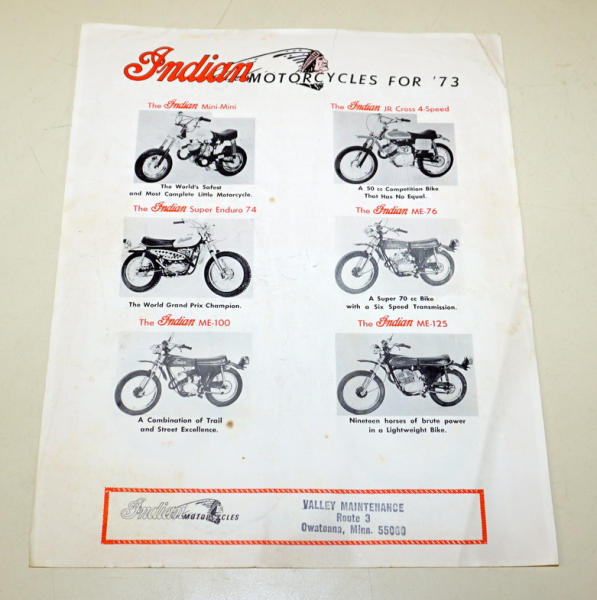 Indian MOTORCYCLES FOR '73
The Indian Mini-Mini
The World's Safest
and Most Complete Little Motorcycle.
The Indian JR Cross 4-Speed
A 50 cc Competition Bike
That Has No Equal.
The Indian Super Enduro 74
The World Grand Prix Champion.
The Indian ME-76
A Super 70 cc Bike
with a Six Speed Transmission.
The Indian ME-100
A Combination of Trail
and Street Excellence.
The Indian ME-125
Nineteen horses of brute power
in a Lightweight Bike.
Indian MOTORCYCLES
VALLEY MAINTENANCE
Route 3
Owatonna, Minn. 55060